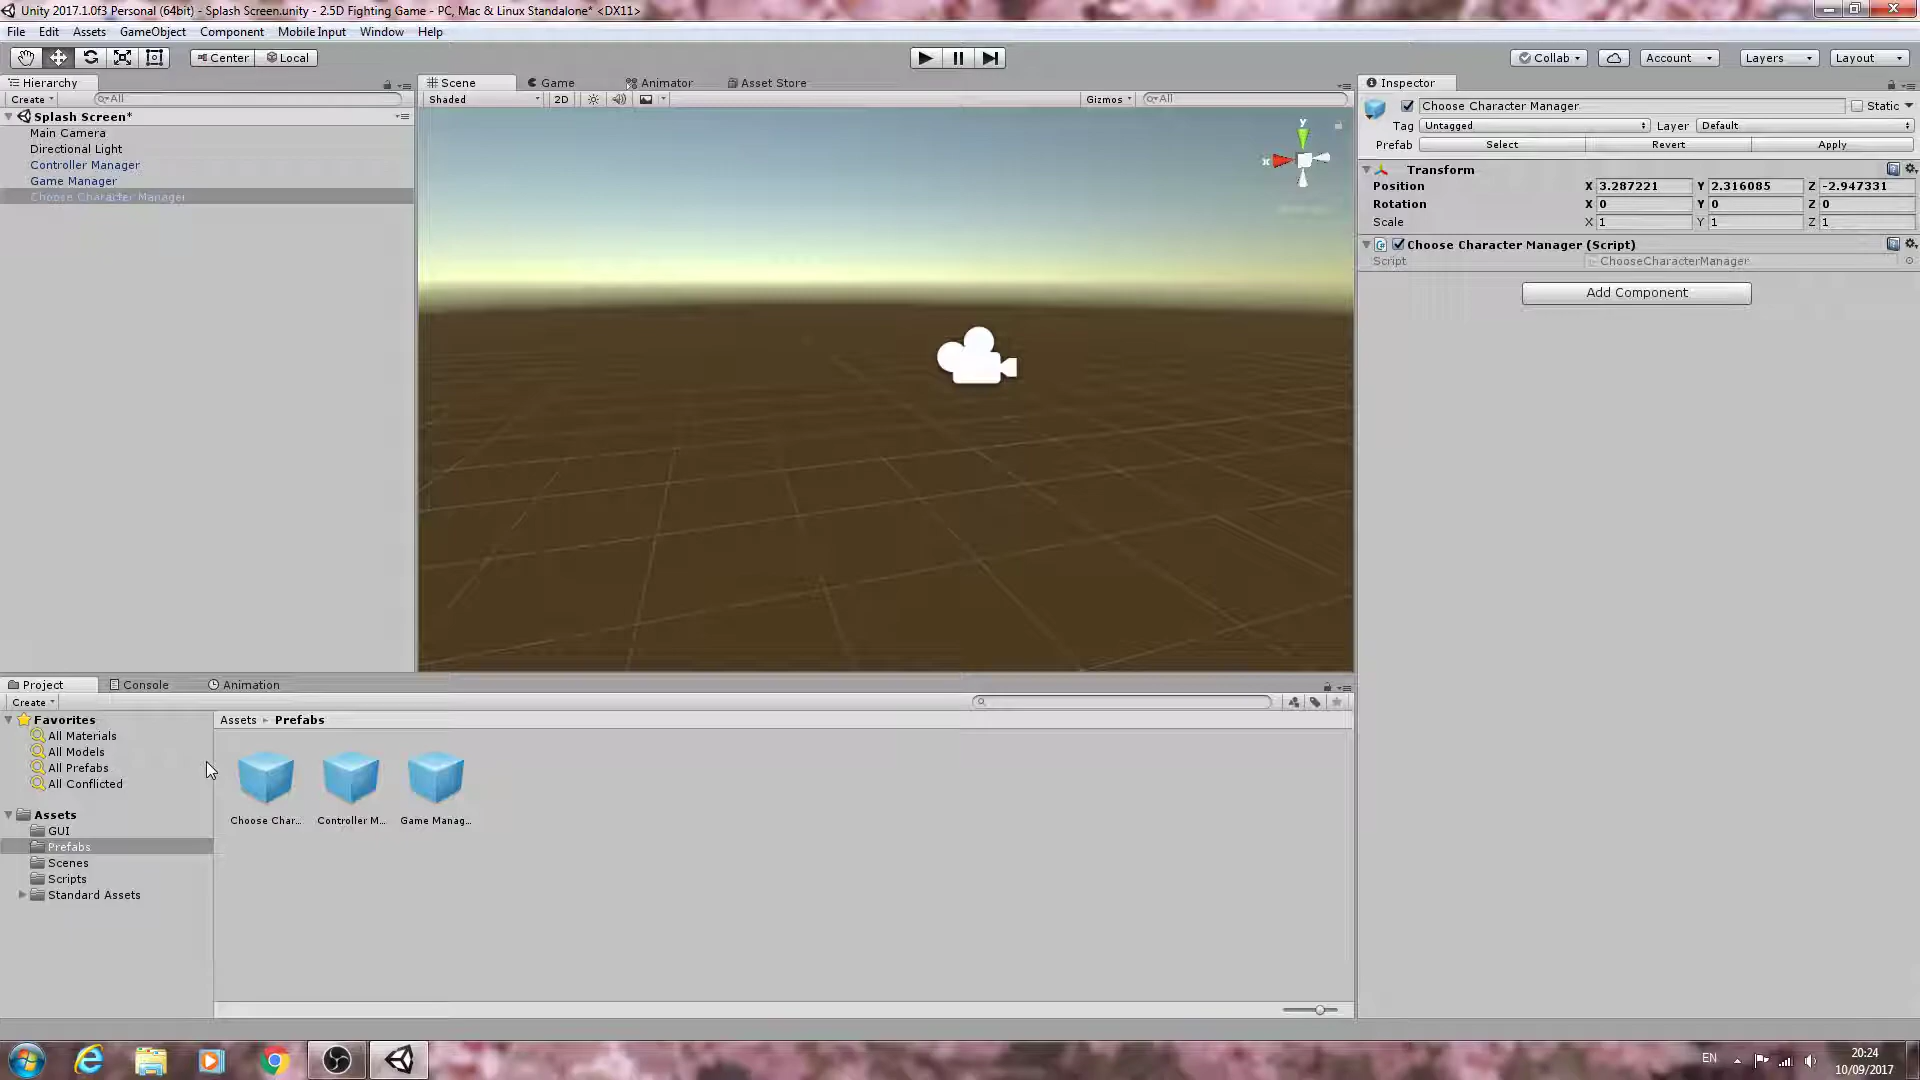 Unity 2017.1.0f3 Personal (64bit) - Splash Screen.unity - 2.5D Fighting Game - PC, Mac & Linux Standalone* <DX11>
File Edit Assets GameObject Component Mobile Input Window Help
Center Local Collab Account Layers Layout
Hierarchy
Create All
Splash Screen*
Main Camera
Directional Light
Controller Manager
Game Manager
Choose Character Manager
Scene Game Animator Asset Store
Shaded 2D Gizmos All
y
x
Inspector
Choose Character Manager Static
Tag Untagged Layer Default
Prefab Select Revert Apply
Transform
Position X 3.287221 Y 2.316085 Z -2.947331
Rotation X 0 Y 0 Z 0
Scale X 1 Y 1 Z 1
Choose Character Manager (Script)
Script ChooseCharacterManager
Add Component
Project Console Animation
Create
Favorites
All Materials
All Models
All Prefabs
All Conflicted
Assets
GUI
Prefabs
Scenes
Scripts
Standard Assets
Assets Prefabs
Choose Char... Controller M... Game Manag...
EN 20:24
10/09/2017